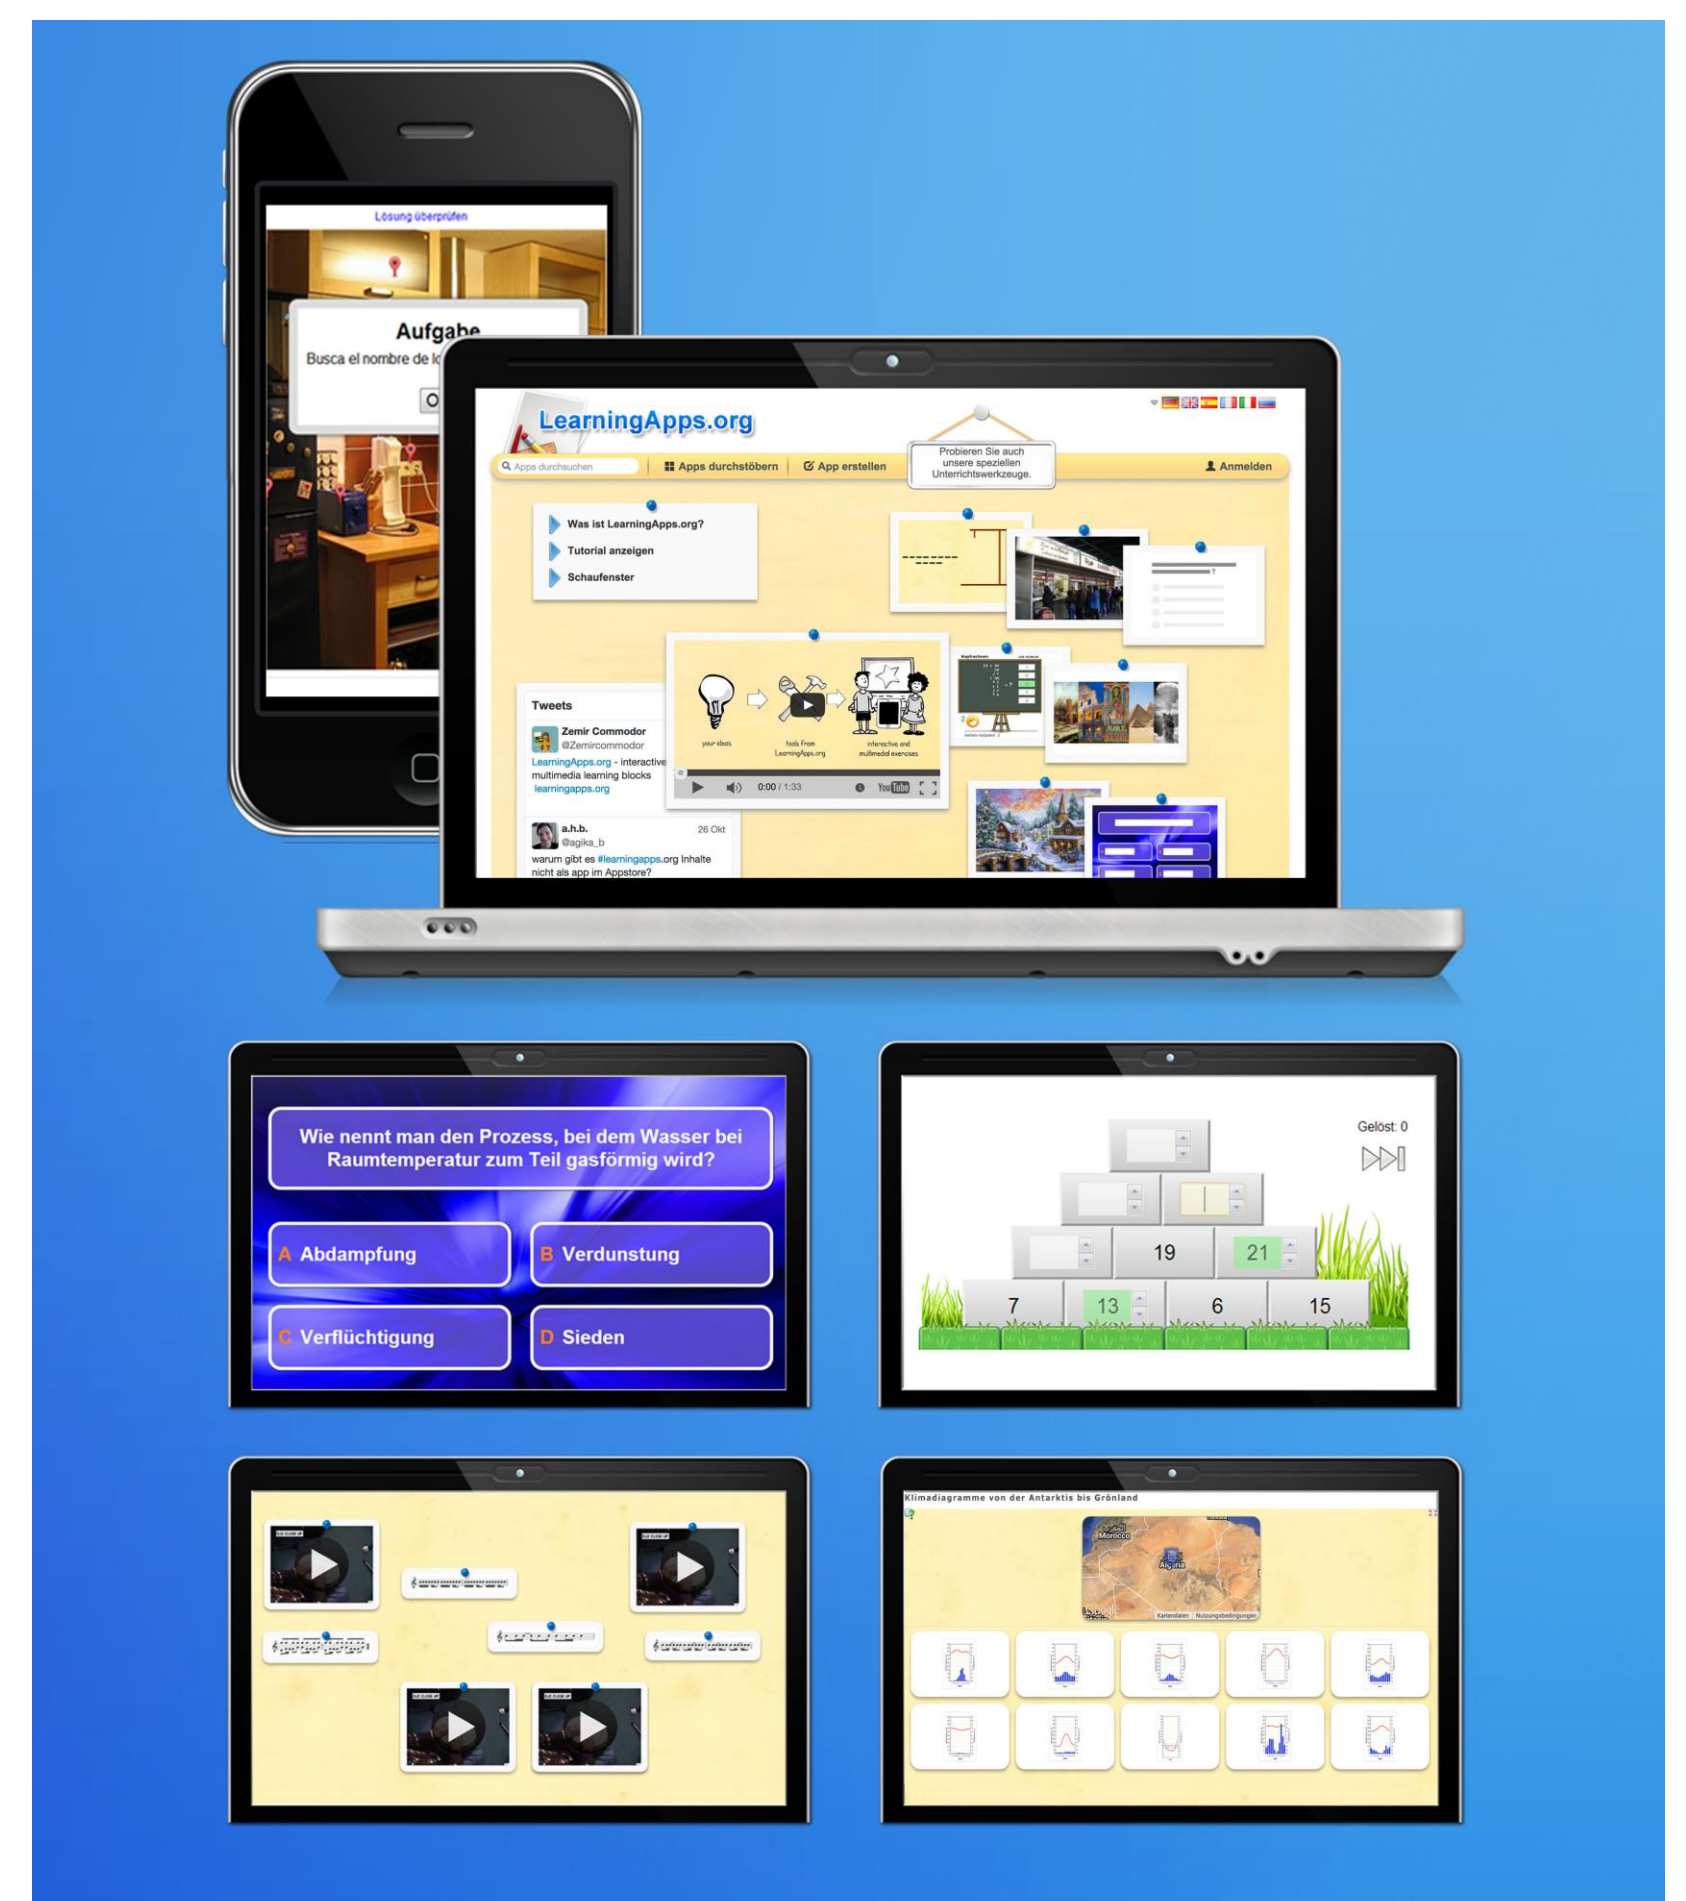 Lösung überprüfen
Aufgabe
Busca el nombre de lo
O
LearningApps.org
Apps durchsuchen
Apps durchstöbern
App erstellen
Probieren Sie auch
unsere speziellen
Unterrichtswerkzeuge.
Anmelden
Was ist LearningApps.org?
Tutorial anzeigen
Schaufenster
?
your ideas
tools from
LearningApps.org
interactive and
multimedial exercises
0:00 / 1:33
YouTube
Tweets
Zemir Commodor
@Zemircommodor
LearningApps.org - interactive
multimedia learning blocks
learningapps.org
a.h.b.
26 Okt
@agika_b
warum gibt es #learningapps.org Inhalte
nicht als app im Appstore?
Wie nennt man den Prozess, bei dem Wasser bei
Raumtemperatur zum Teil gasförmig wird?
A Abdampfung
B Verdunstung
C Verflüchtigung
D Sieden
Gelöst: 0
19
21
7
13
6
15
Klimadiagramme von der Antarktis bis Grönland
Morocco
Algeria
Google
Kartendaten
Nutzungsbedingungen